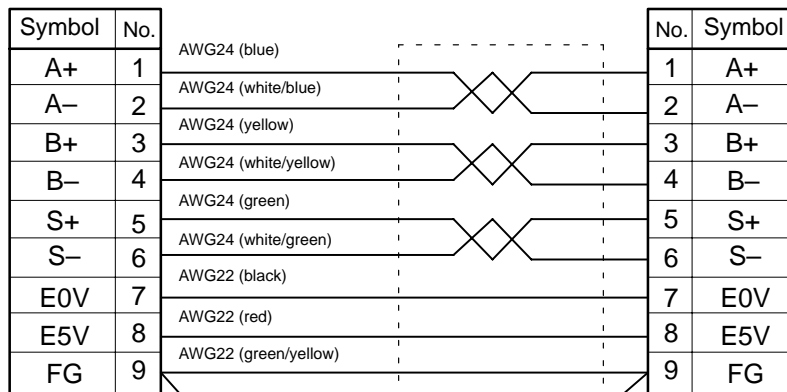 Symbol No. No. Symbol
AWG24 (blue)
A+ 1 1 A+
AWG24 (white/blue)
A– 2 2 A–
AWG24 (yellow)
B+ 3 3 B+
AWG24 (white/yellow)
B– 4 4 B–
AWG24 (green)
S+ 5 5 S+
AWG24 (white/green)
S– 6 6 S–
AWG22 (black)
E0V 7 7 E0V
AWG22 (red)
E5V 8 8 E5V
AWG22 (green/yellow)
FG 9 9 FG